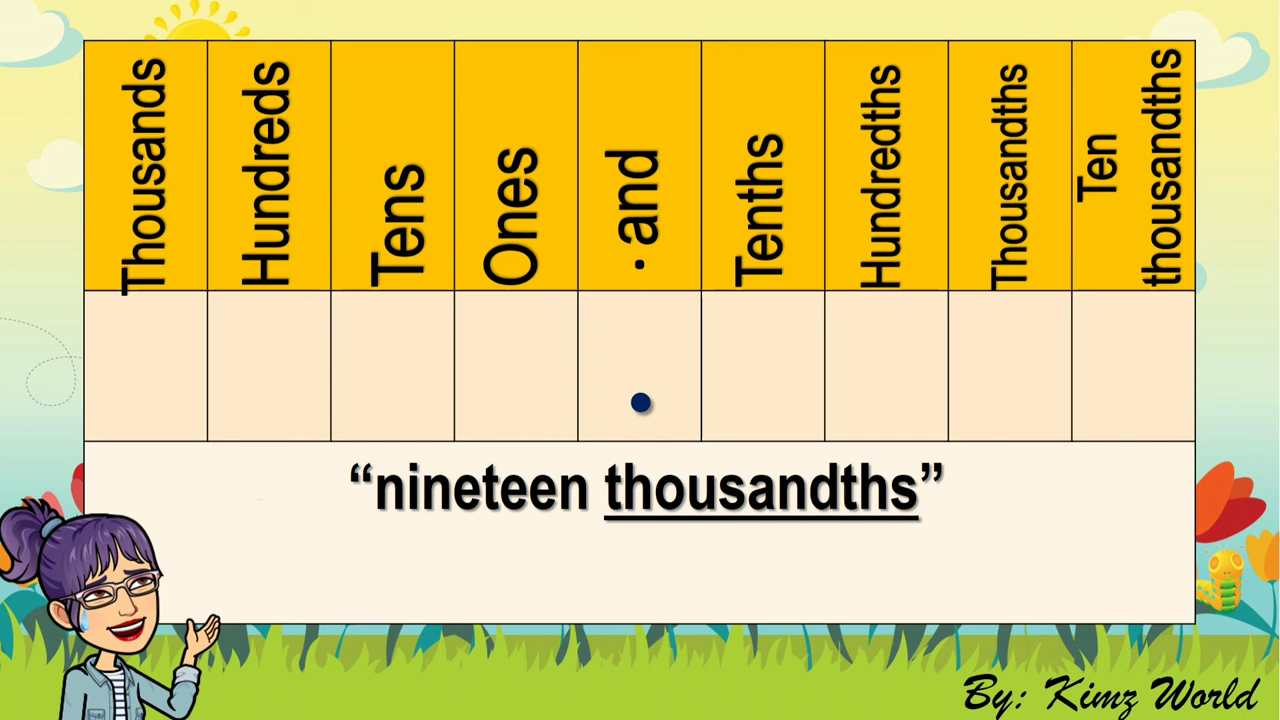 Thousands
Hundreds
Tens
Ones
. and
Tenths
Hundredths
Thousandths
Ten
thousandths
.
“nineteen thousandths”
By: Kimz World